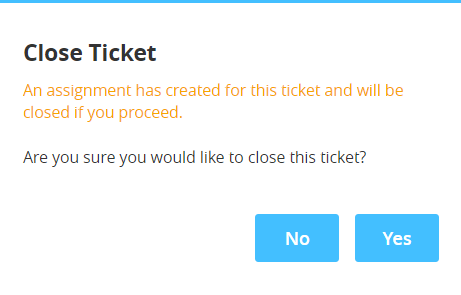 Close Ticket
An assignment has created for this ticket and will be
closed if you proceed.
Are you sure you would like to close this ticket?
No
Yes